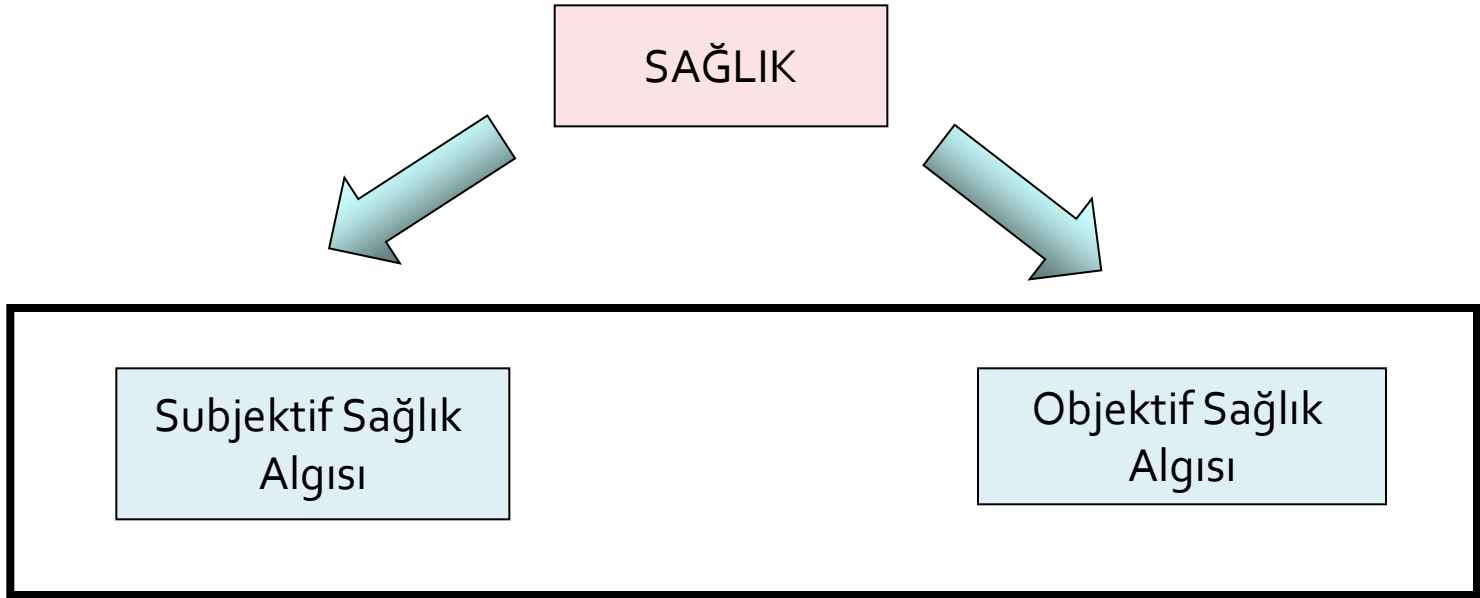 SAĞLIK
Subjektif Sağlık
Algısı
Objektif Sağlık
Algısı